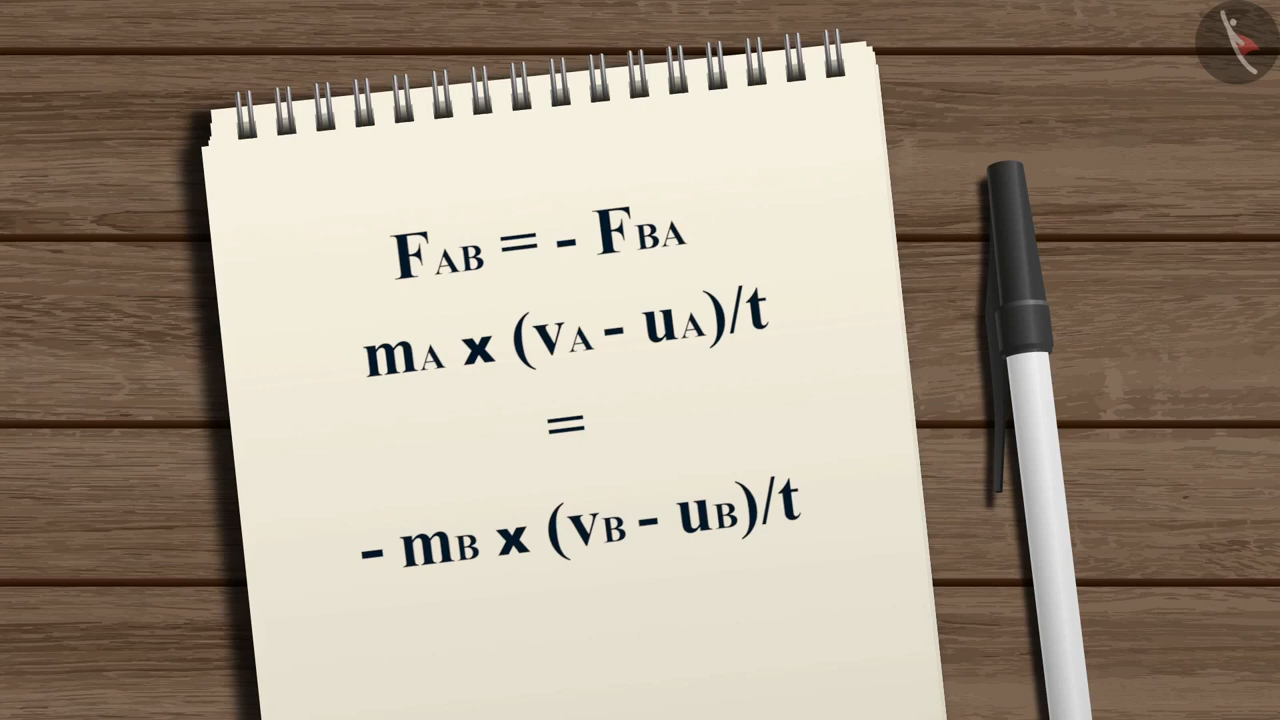 FAB = - FBA
mA x (vA - uA)/t
=
- mB x (vB - uB)/t